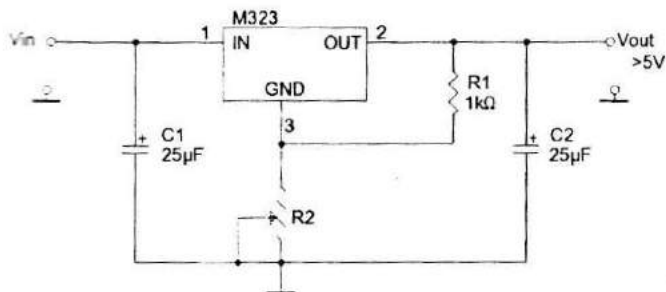 M323
Vin
1
IN
OUT
2
Vout
>5V
GND
R1
1kΩ
3
C1
25µF
C2
25µF
R2
+
+